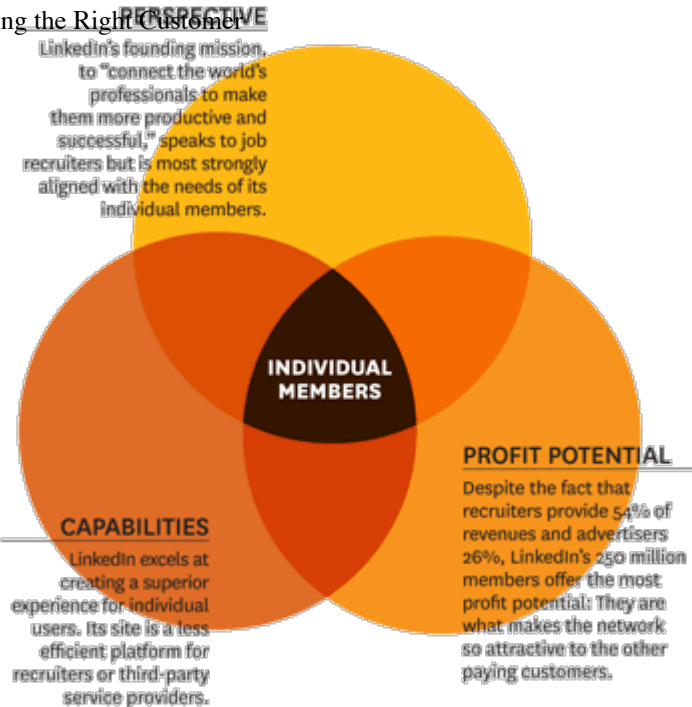 ng the Right Customer
PERSPECTIVE
LinkedIn's founding mission,
to “connect the world's
professionals to make
them more productive and
successful,” speaks to job
recruiters but is most strongly
aligned with the needs of its
individual members.
INDIVIDUAL
MEMBERS
PROFIT POTENTIAL
Despite the fact that
recruiters provide 54% of
revenues and advertisers
26%, LinkedIn's 250 million
members offer the most
profit potential: They are
what makes the network
so attractive to the other
paying customers.
CAPABILITIES
LinkedIn excels at
creating a superior
experience for individual
users. Its site is a less
efficient platform for
recruiters or third-party
service providers.